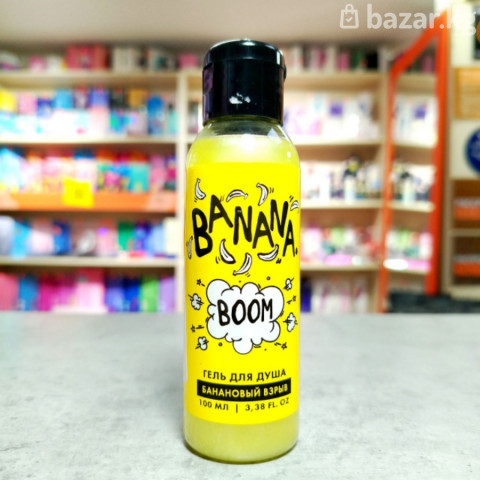 bazar.kg
BANANA
BOOM
ГЕЛЬ ДЛЯ ДУША
БАНАНОВЫЙ ВЗРЫВ
100 МЛ | 3,38 FL. OZ